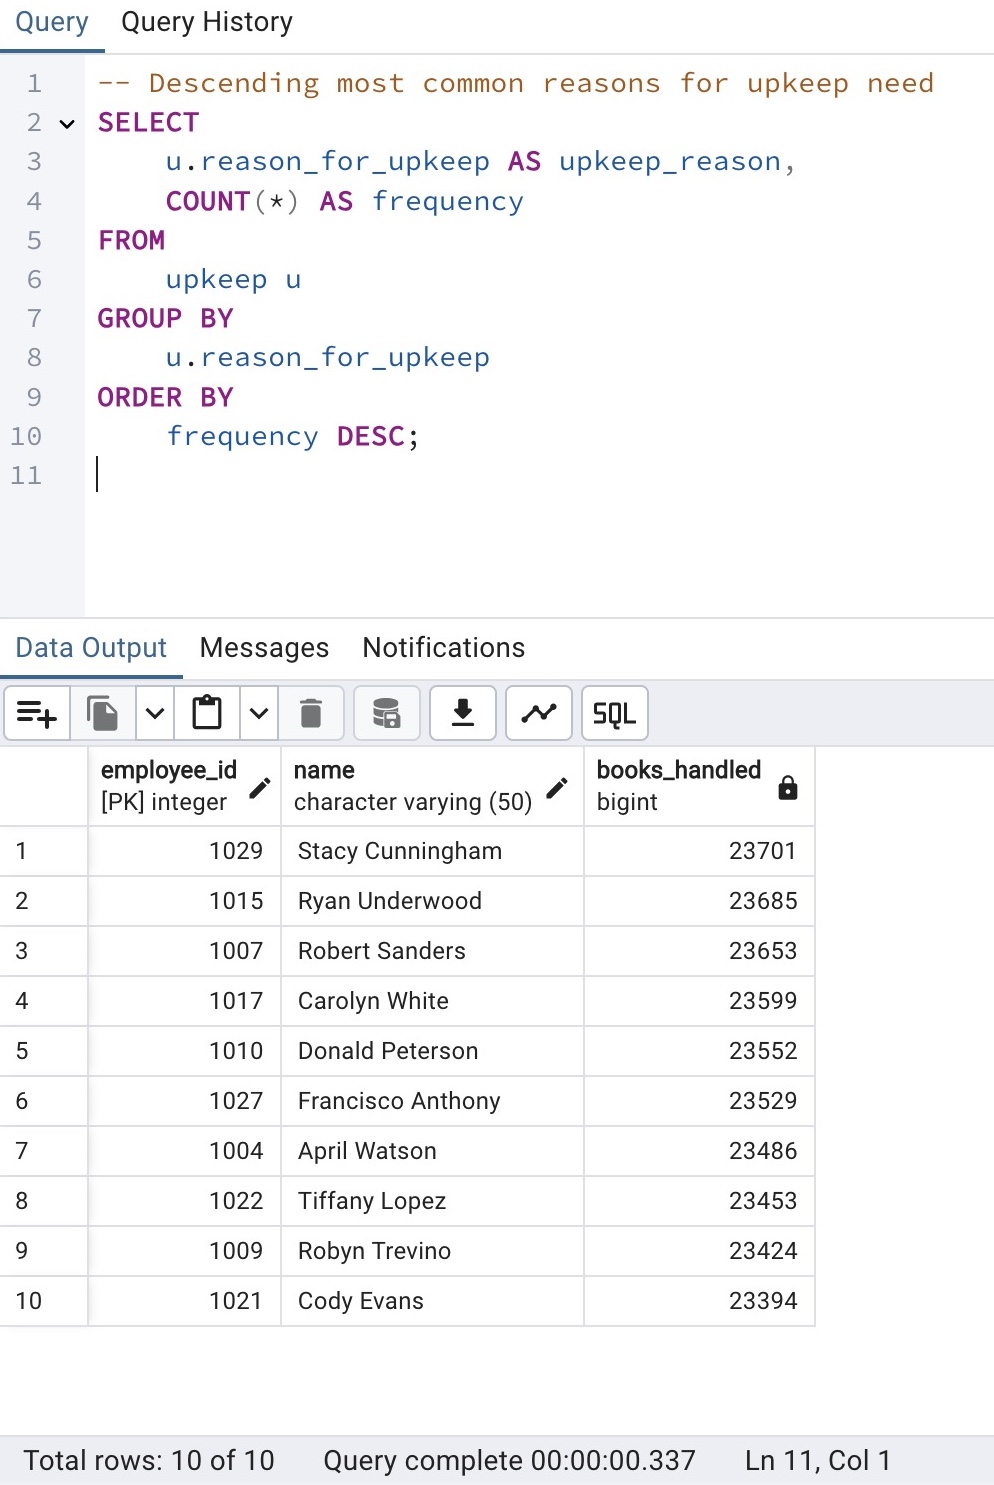 Query Query History
1 -- Descending most common reasons for upkeep need
2 SELECT
3 u.reason_for_upkeep AS upkeep_reason,
4 COUNT(*) AS frequency
5 FROM
6 upkeep u
7 GROUP BY
8 u.reason_for_upkeep
9 ORDER BY
10 frequency DESC;
11
Data Output Messages Notifications
SQL
employee_id name books_handled
[PK] integer character varying (50) bigint
1 1029 Stacy Cunningham 23701
2 1015 Ryan Underwood 23685
3 1007 Robert Sanders 23653
4 1017 Carolyn White 23599
5 1010 Donald Peterson 23552
6 1027 Francisco Anthony 23529
7 1004 April Watson 23486
8 1022 Tiffany Lopez 23453
9 1009 Robyn Trevino 23424
10 1021 Cody Evans 23394
Total rows: 10 of 10 Query complete 00:00:00.337 Ln 11, Col 1